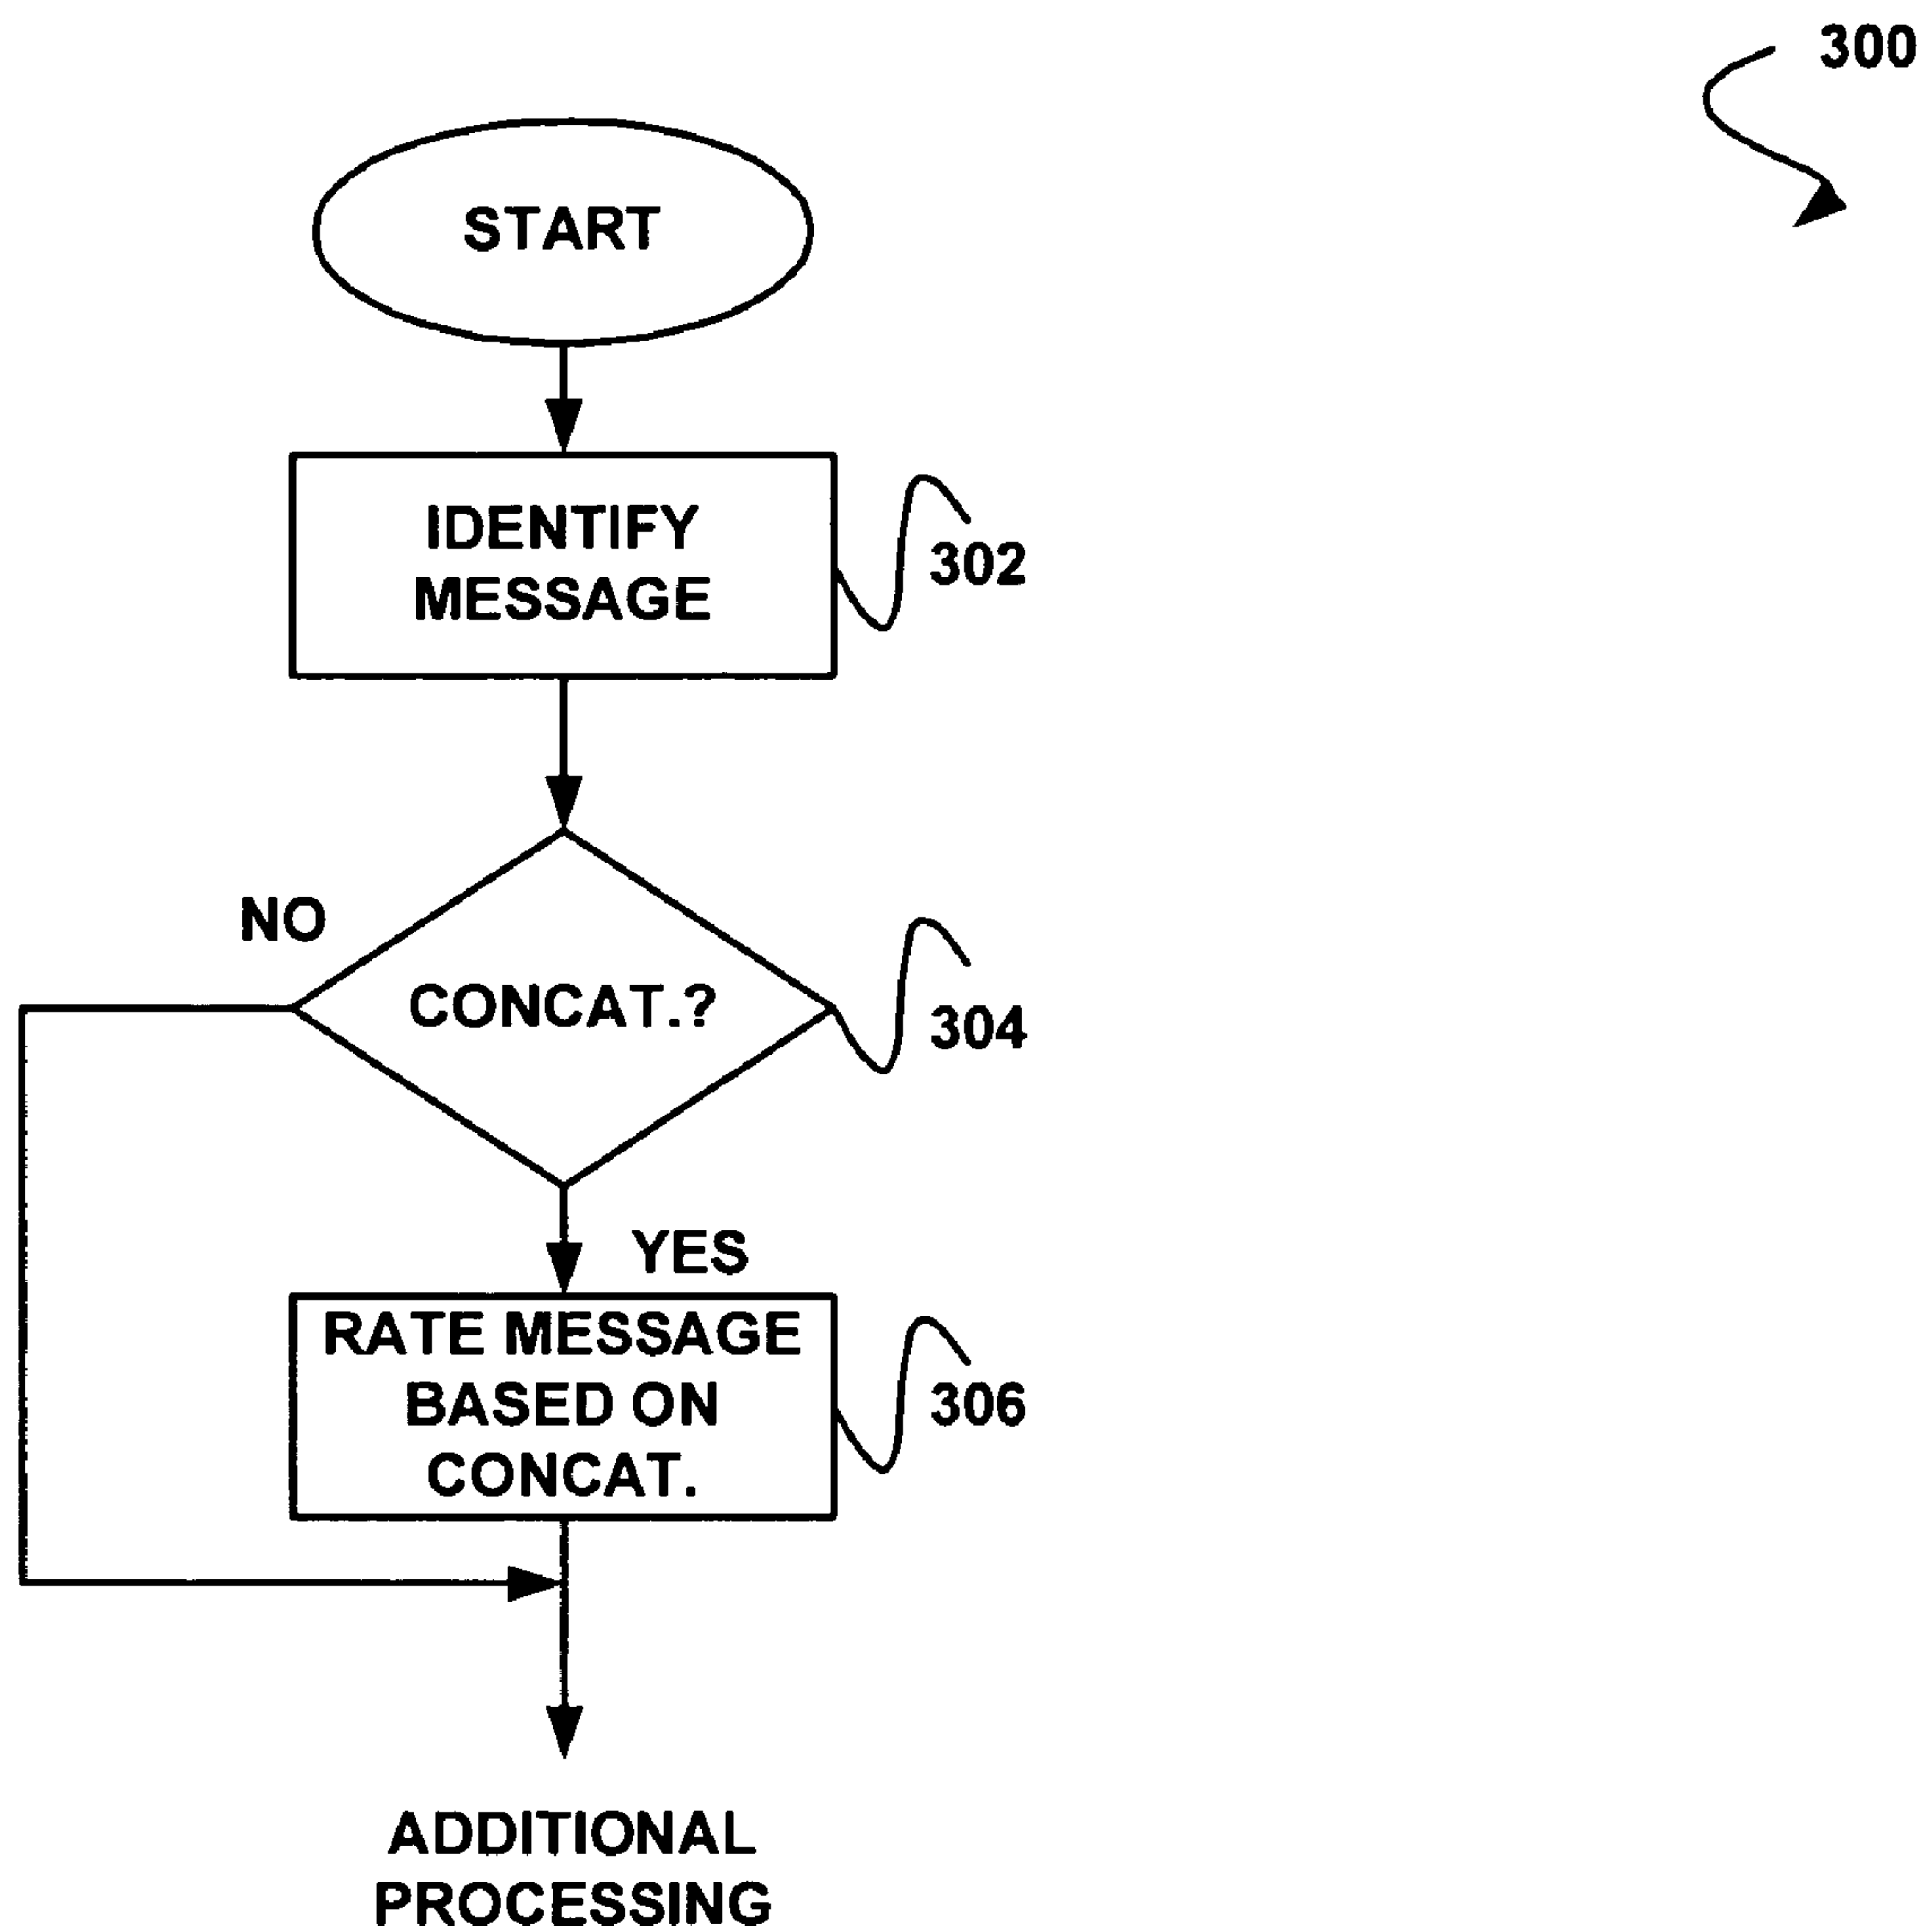 300
START
IDENTIFY
MESSAGE
302
NO
CONCAT.?
304
YES
RATE MESSAGE
BASED ON
CONCAT.
306
ADDITIONAL
PROCESSING